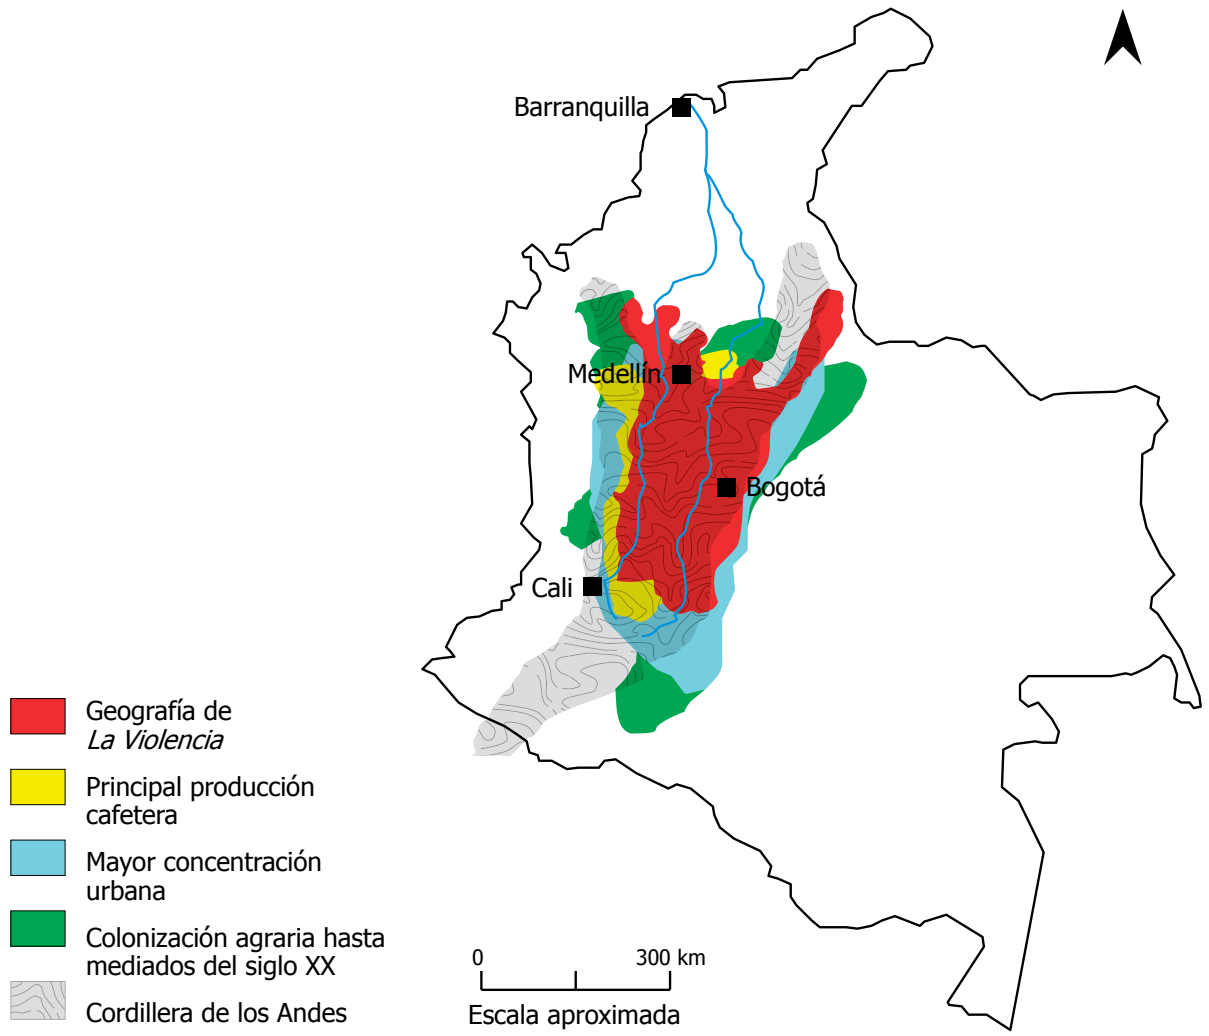 Barranquilla
Medellín
Bogotá
Cali
Geografía de
La Violencia
Principal producción
cafetera
Mayor concentración
urbana
Colonización agraria hasta
mediados del siglo XX
Cordillera de los Andes
0 300 km
Escala aproximada